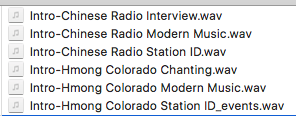 Intro-Chinese Radio Interview.wav
Intro-Chinese Radio Modern Music.wav
Intro-Chinese Radio Station ID.wav
Intro-Hmong Colorado Chanting.wav
Intro-Hmong Colorado Modern Music.wav
Intro-Hmong Colorado Station ID_events.wav